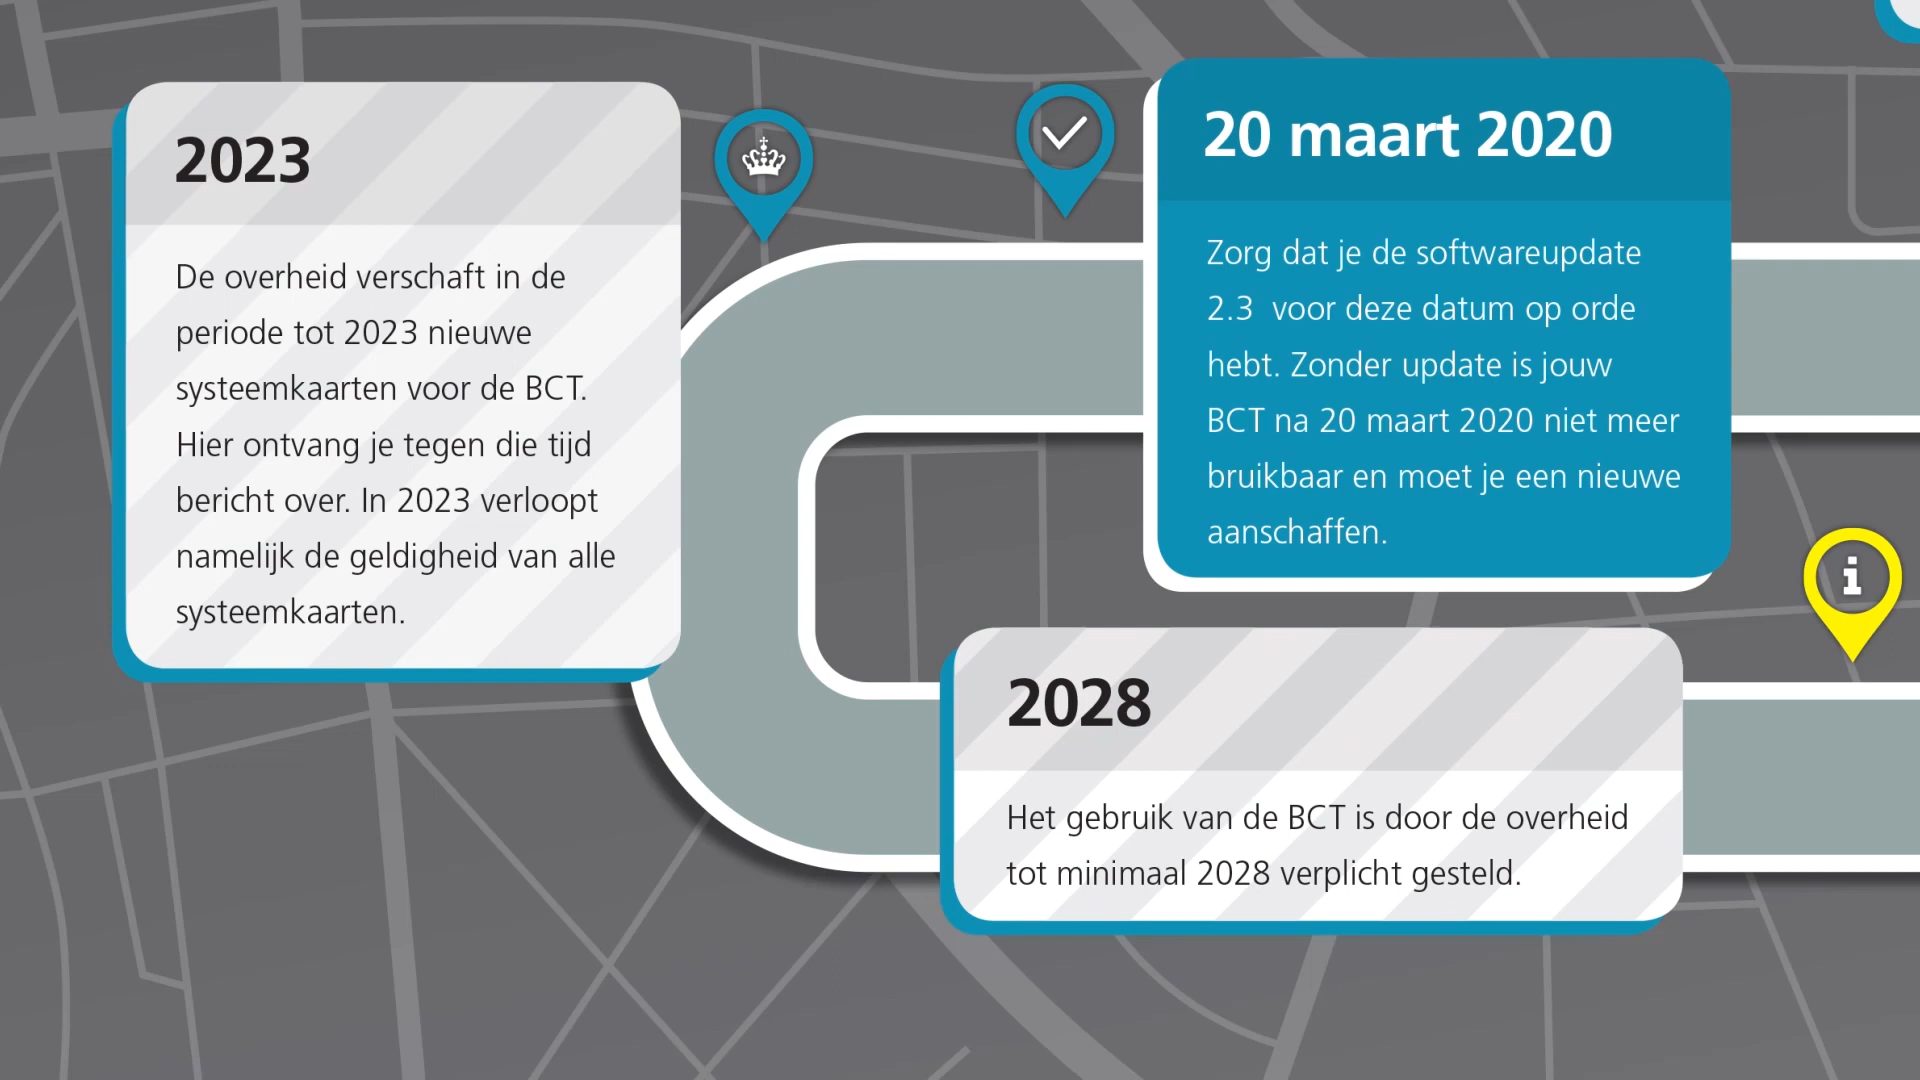 2023
De overheid verschaft in de
periode tot 2023 nieuwe
systeemkaarten voor de BCT.
Hier ontvang je tegen die tijd
bericht over. In 2023 verloopt
namelijk de geldigheid van alle
systeemkaarten.
20 maart 2020
Zorg dat je de softwareupdate
2.3  voor deze datum op orde
hebt. Zonder update is jouw
BCT na 20 maart 2020 niet meer
bruikbaar en moet je een nieuwe
aanschaffen.
i
2028
Het gebruik van de BCT is door de overheid
tot minimaal 2028 verplicht gesteld.